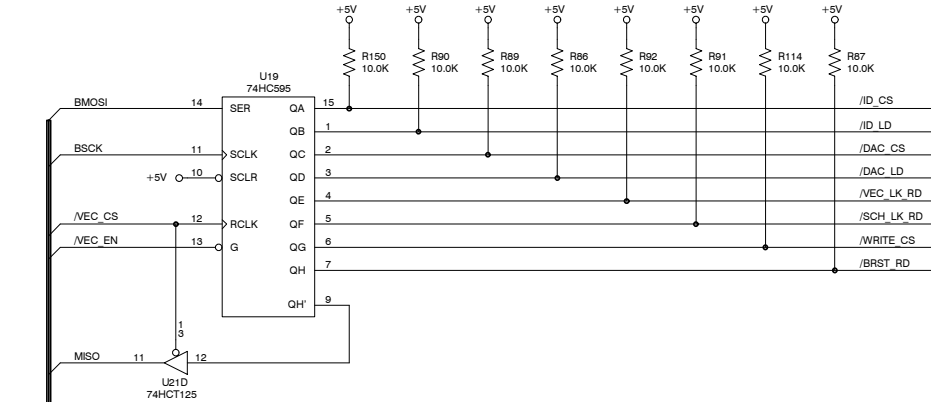 +5V +5V +5V +5V +5V +5V +5V +5V
R150 R90 R89 R86 R92 R91 R114 R87
10.0K 10.0K 10.0K 10.0K 10.0K 10.0K 10.0K 10.0K
U19
74HC595
BMOSI 14 SER QA 15 /ID_CS
QB 1 /ID_LD
BSCK 11 SCLK QC 2 /DAC_CS
+5V 10 SCLR QD 3 /DAC_LD
QE 4 /VEC_LK_RD
/VEC_CS 12 RCLK QF 5 /SCH_LK_RD
/VEC_EN 13 G QG 6 /WRITE_CS
QH 7 /BRST_RD
QH' 9
1
3
MISO 11 12
U21D
74HCT125